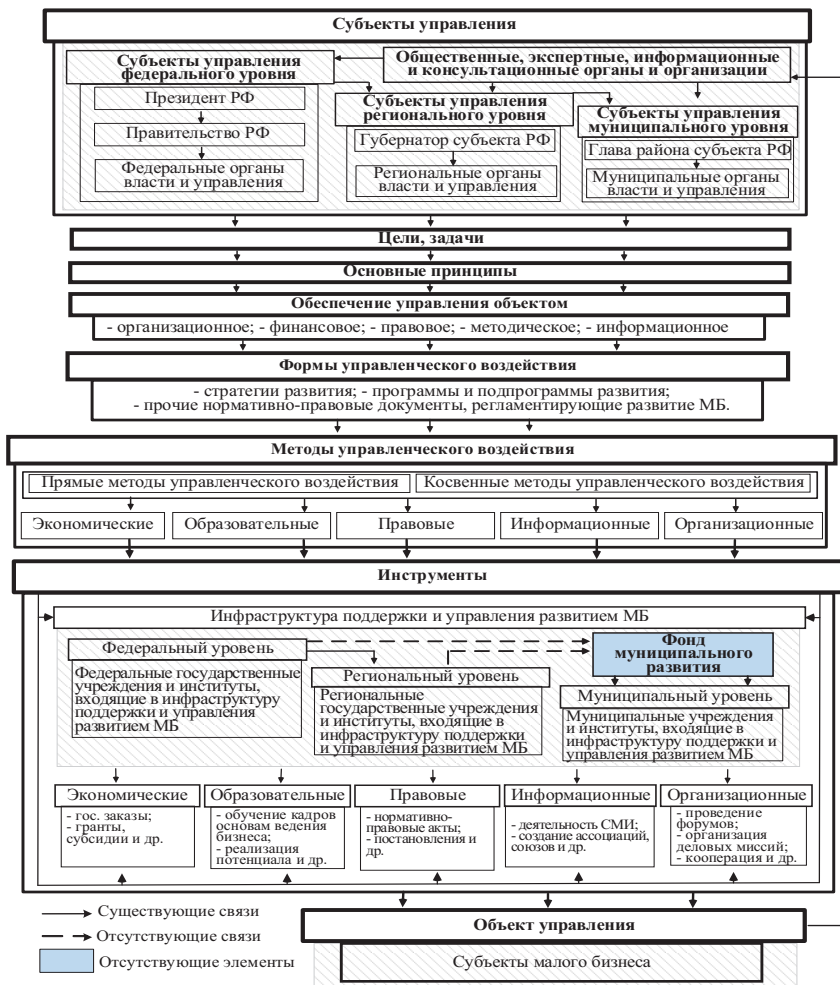 Субъекты управления
Субъекты управления
федерального уровня
Общественные, экспертные, информационные
и консультационные органы и организации
Президент РФ
Правительство РФ
Федеральные органы
власти и управления
Субъекты управления
регионального уровня
Губернатор субъекта РФ
Региональные органы
власти и управления
Субъекты управления
муниципального уровня
Глава района субъекта РФ
Муниципальные органы
власти и управления
Цели, задачи
Основные принципы
Обеспечение управления объектом
- организационное; - финансовое; - правовое; - методическое; - информационное
Формы управленческого воздействия
- стратегии развития; - программы и подпрограммы развития;
- прочие нормативно-правовые документы, регламентирующие развитие МБ.
Методы управленческого воздействия
Прямые методы управленческого воздействия
Косвенные методы управленческого воздействия
Экономические
Образовательные
Правовые
Информационные
Организационные
Инструменты
Инфраструктура поддержки и управления развитием МБ
Федеральный уровень
Федеральные государственные
учреждения и институты,
входящие в инфраструктуру
поддержки и управления
развитием МБ
Региональный уровень
Региональные
государственные учреждения
и институты, входящие в
инфраструктуру поддержки
и управления развитием МБ
Фонд
муниципального
развития
Муниципальный уровень
Муниципальные учреждения
и институты, входящие в
инфраструктуру поддержки и
управления развитием МБ
Экономические
- гос. заказы;
- гранты,
субсидии и др.
Образовательные
- обучение кадров
основам ведения
бизнеса;
- реализация
потенциала и др.
Правовые
- нормативно-
правовые акты;
- постановления и
др.
Информационные
- деятельность СМИ;
- создание ассоциаций,
союзов и др.
Организационные
- проведение
форумов;
- организация
деловых миссий;
- кооперация и др.
Существующие связи
Отсутствующие связи
Отсутствующие элементы
Объект управления
Субъекты малого бизнеса